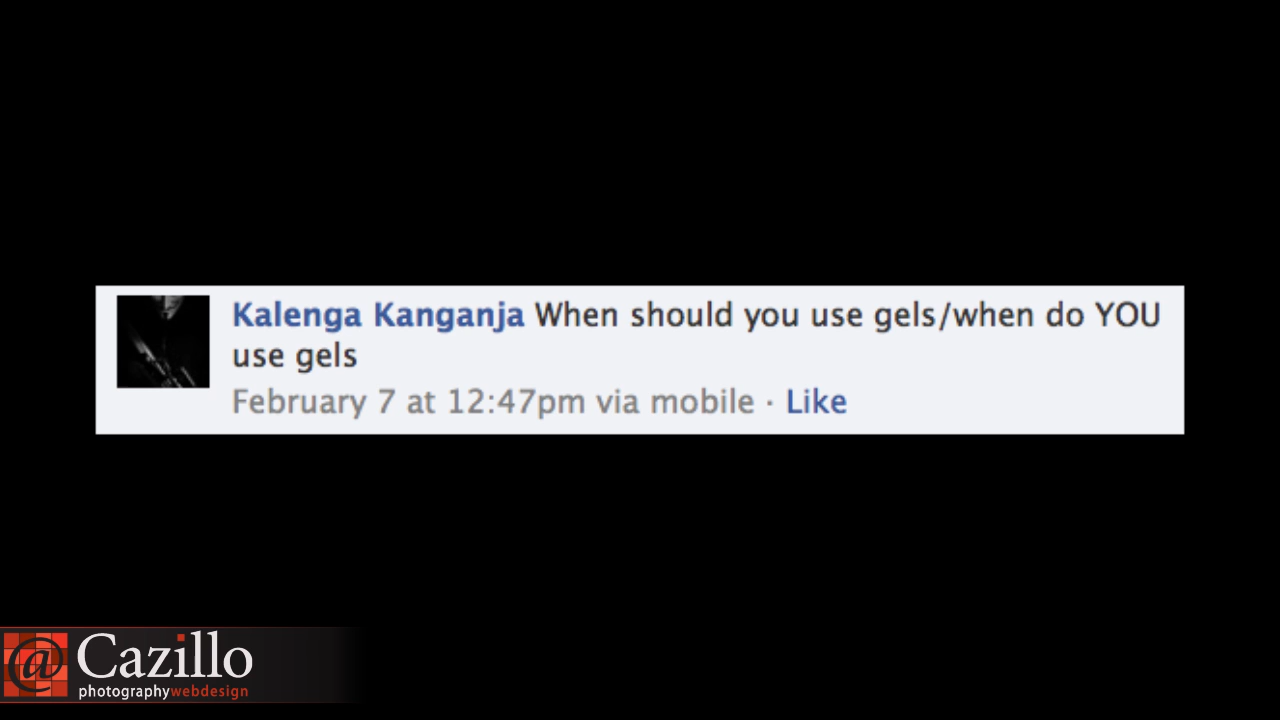 Kalenga Kanganja When should you use gels/when do YOU
use gels
February 7 at 12:47pm via mobile · Like
@ Cazillo
photographywebdesign